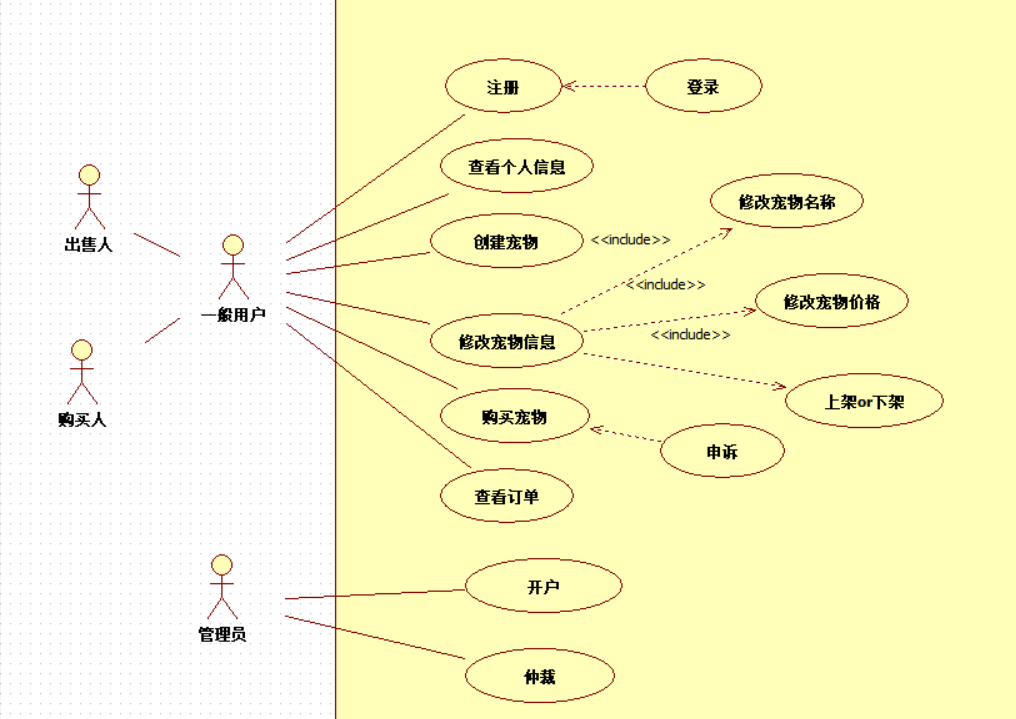 注册
登录
查看个人信息
修改宠物名称
出售人
创建宠物
<<include>>
<<include>>
修改宠物价格
一般用户
<<include>>
修改宠物信息
上架or下架
购买人
购买宠物
申诉
查看订单
开户
管理员
仲裁